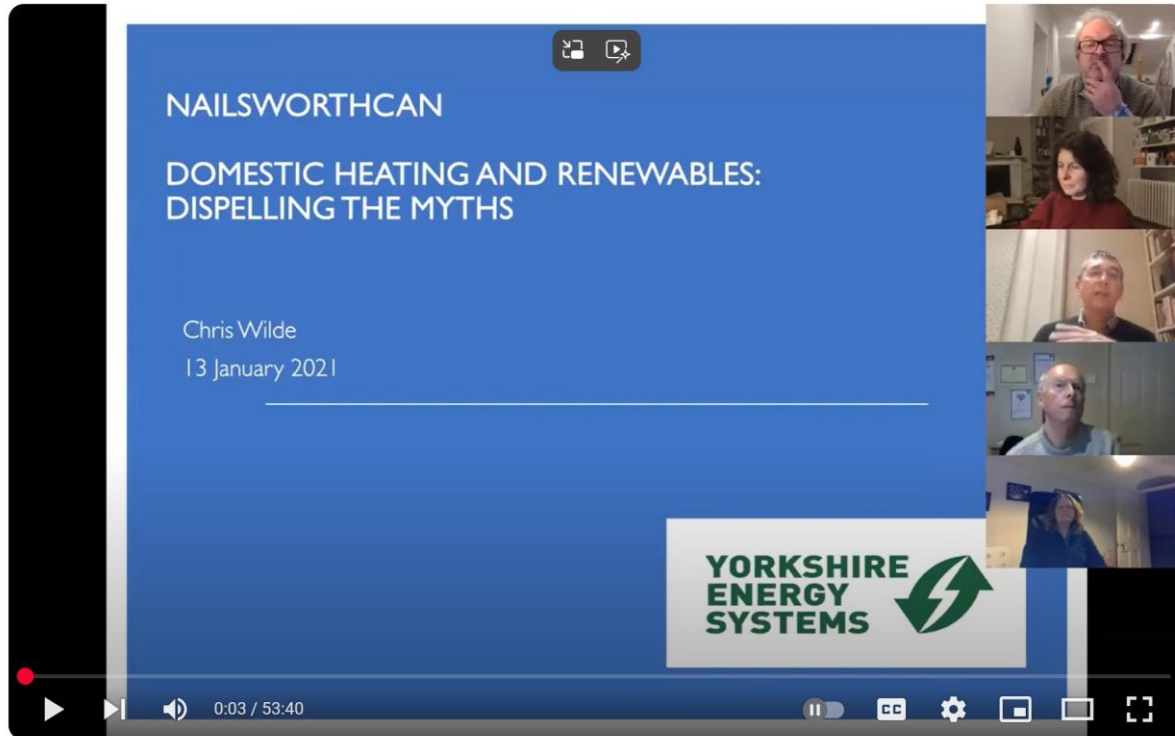 NAILSWORTHCAN
DOMESTIC HEATING AND RENEWABLES:
DISPELLING THE MYTHS
Chris Wilde
13 January 2021
YORKSHIRE
ENERGY
SYSTEMS
0:03 / 53:40
CC